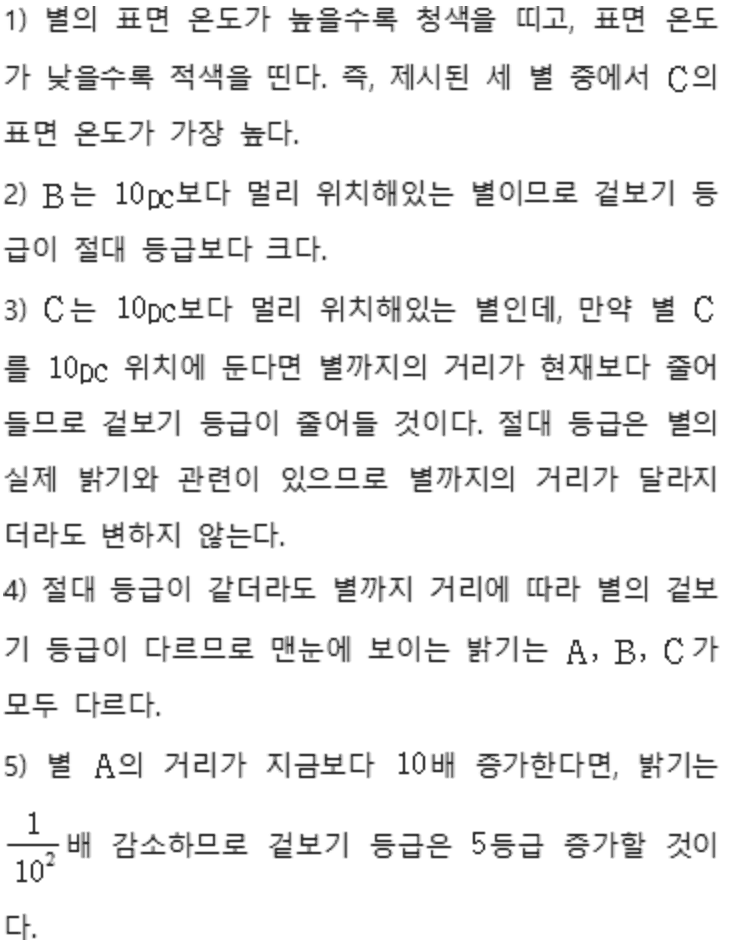 1) 별의 표면 온도가 높을수록 청색을 띠고, 표면 온도
가 낮을수록 적색을 띤다. 즉, 제시된 세 별 중에서 C의
표면 온도가 가장 높다.
2) B는 10pc보다 멀리 위치해있는 별이므로 겉보기 등
급이 절대 등급보다 크다.
3) C는 10pc보다 멀리 위치해있는 별인데, 만약 별 C
를 10pc 위치에 둔다면 별까지의 거리가 현재보다 줄어
들므로 겉보기 등급이 줄어들 것이다. 절대 등급은 별의
실제 밝기와 관련이 있으므로 별까지의 거리가 달라지
더라도 변하지 않는다.
4) 절대 등급이 같더라도 별까지 거리에 따라 별의 겉보
기 등급이 다르므로 맨눈에 보이는 밝기는 A, B, C가
모두 다르다.
5) 별 A의 거리가 지금보다 10배 증가한다면, 밝기는
1/10² 배 감소하므로 겉보기 등급은 5등급 증가할 것이
다.